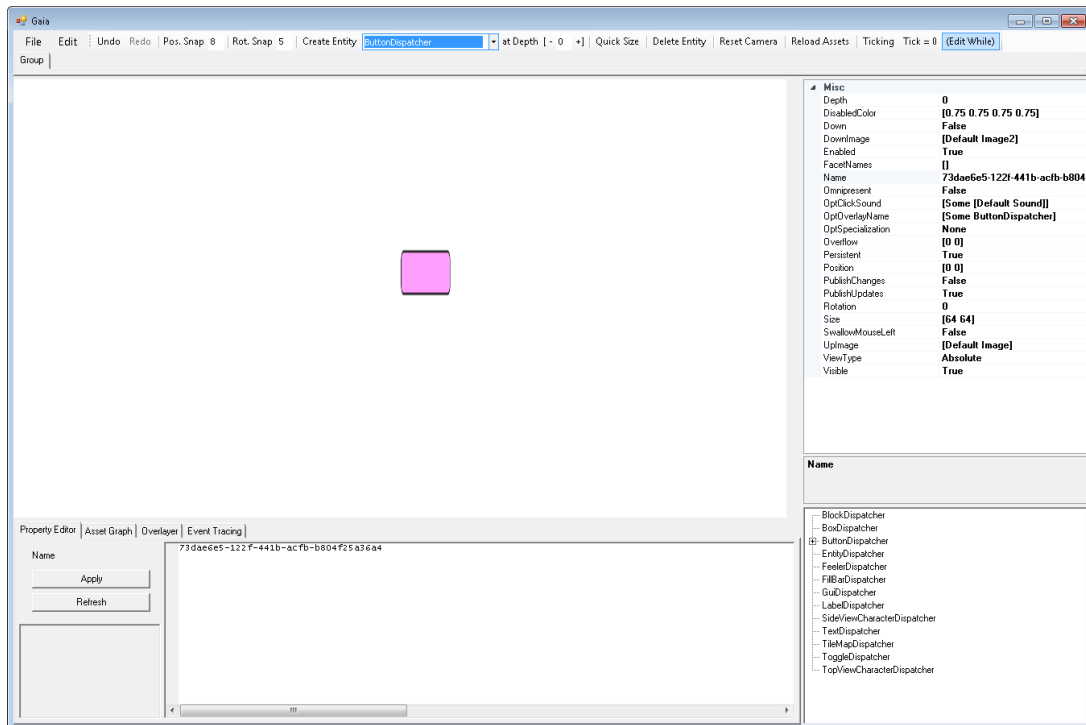 Gaia
File Edit Undo Redo Pos. Snap 8 Rot. Snap 5 Create Entity ButtonDispatcher at Depth [ - 0 +] Quick Size Delete Entity Reset Camera Reload Assets Ticking Tick = 0 (Edit While)
Group
Misc
Depth 0
DisabledColor [0.75 0.75 0.75 0.75]
Down False
DownImage [Default Image2]
Enabled True
FacetNames []
Name 73dae6e5-122f-441b-acfb-b804
Omnipresent False
OptClickSound [Some [Default Sound]]
OptOverlayName [Some ButtonDispatcher]
OptSpecialization None
Overflow [0 0]
Persistent True
Position [0 0]
PublishChanges False
PublishUpdates True
Rotation 0
Size [64 64]
SwallowMouseLeft False
UpImage [Default Image]
ViewType Absolute
Visible True
Name
Property Editor Asset Graph Overlayer Event Tracing
Name
Apply
Refresh
73dae6e5-122f-441b-acfb-b804f25a36a4
BlockDispatcher
BoxDispatcher
ButtonDispatcher
EntityDispatcher
FeelerDispatcher
FillBarDispatcher
GuiDispatcher
LabelDispatcher
SideViewCharacterDispatcher
TextDispatcher
TileMapDispatcher
ToggleDispatcher
TopViewCharacterDispatcher